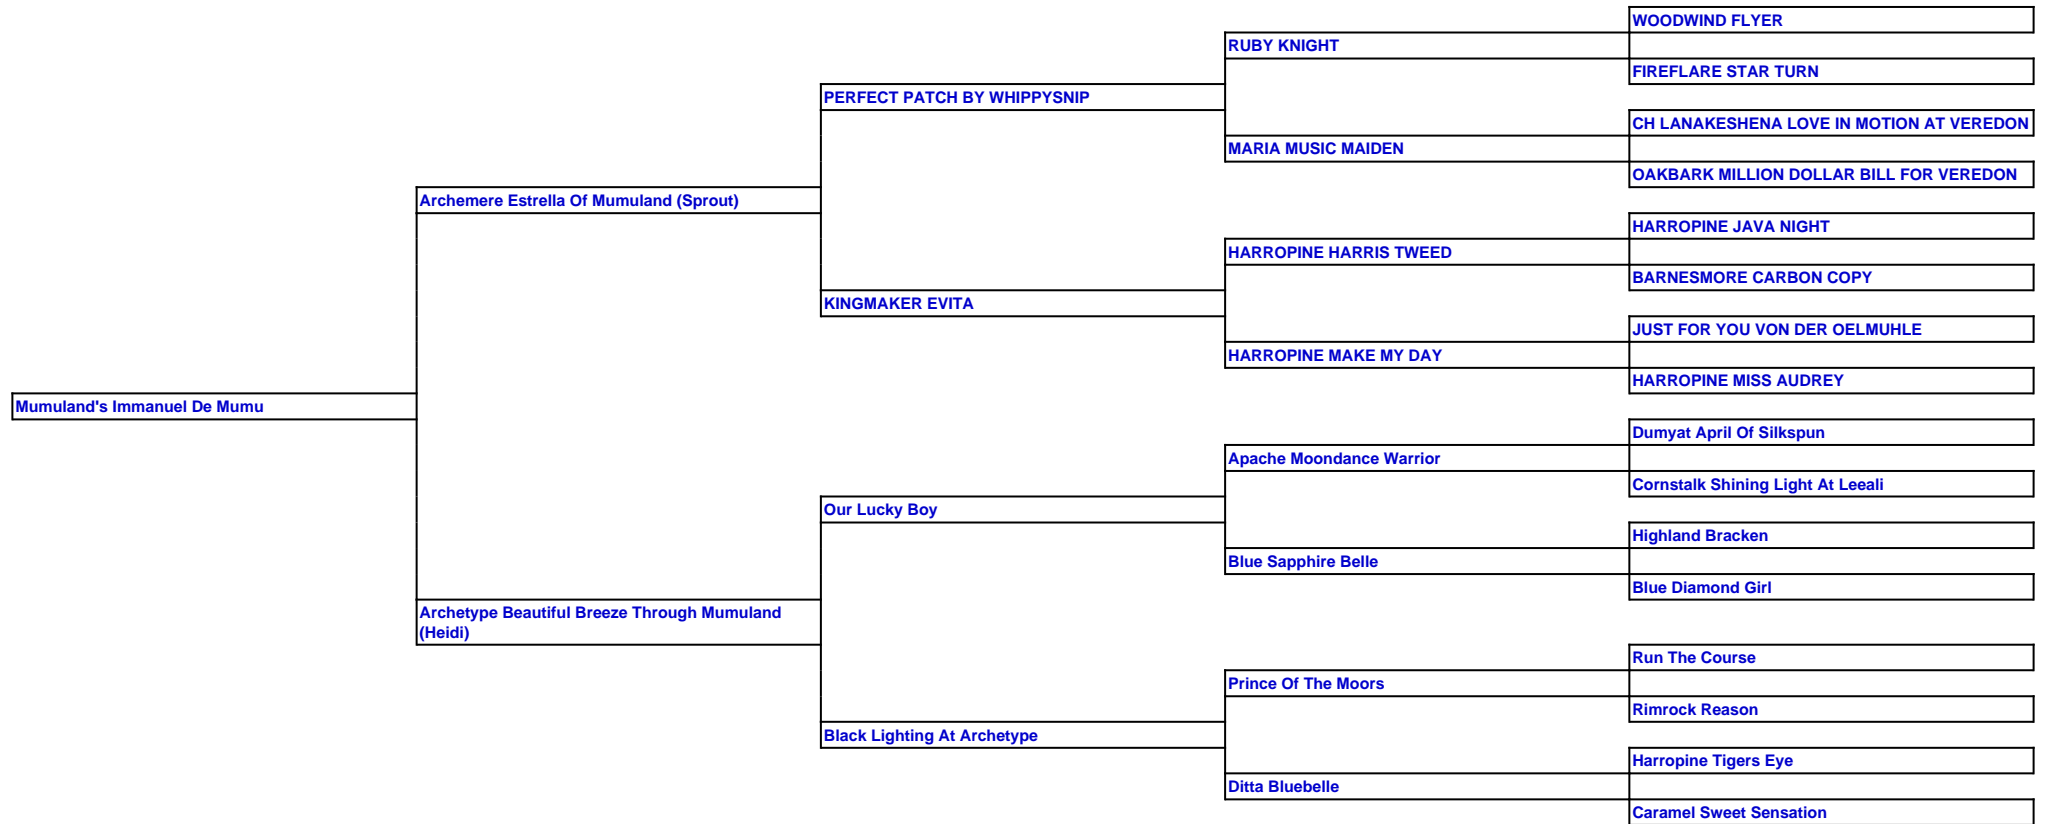 WOODWIND FLYER
RUBY KNIGHT
FIREFLARE STAR TURN
PERFECT PATCH BY WHIPPYSNIP
CH LANAKESHENA LOVE IN MOTION AT VEREDON
MARIA MUSIC MAIDEN
OAKBARK MILLION DOLLAR BILL FOR VEREDON
Archemere Estrella Of Mumuland (Sprout)
HARROPINE JAVA NIGHT
HARROPINE HARRIS TWEED
BARNESMORE CARBON COPY
KINGMAKER EVITA
JUST FOR YOU VON DER OELMUHLE
HARROPINE MAKE MY DAY
HARROPINE MISS AUDREY
Mumuland's Immanuel De Mumu
Dumyat April Of Silkspun
Apache Moondance Warrior
Cornstalk Shining Light At Leeali
Our Lucky Boy
Highland Bracken
Blue Sapphire Belle
Blue Diamond Girl
Archetype Beautiful Breeze Through Mumuland
(Heidi)
Run The Course
Prince Of The Moors
Rimrock Reason
Black Lighting At Archetype
Harropine Tigers Eye
Ditta Bluebelle
Caramel Sweet Sensation